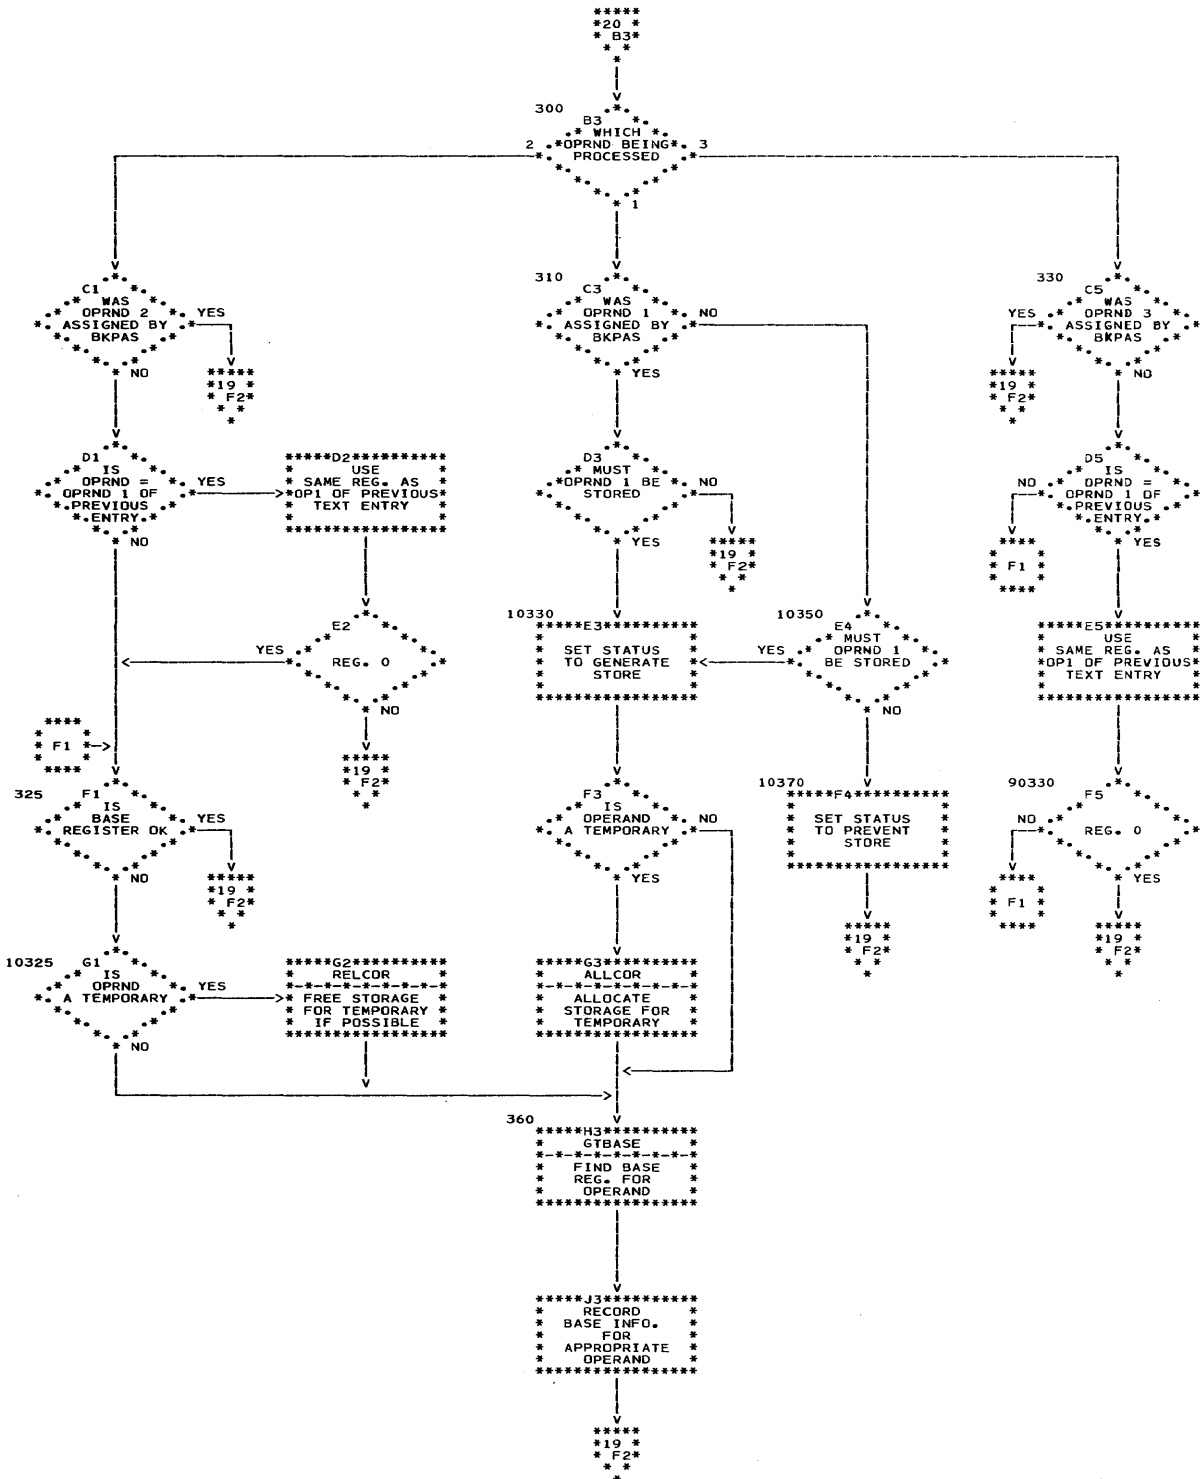 20
B3
300
B3
WHICH
2 OPRND BEING 3
PROCESSED
1
C1
WAS
OPRND 2
ASSIGNED BY
BKPAS
YES
NO
19
F2
310
C3
WAS
OPRND 1
ASSIGNED BY
BKPAS
NO
YES
330
C5
WAS
OPRND 3
ASSIGNED BY
BKPAS
YES
NO
19
F2
D1
IS
OPRND =
OPRND 1 OF
PREVIOUS
ENTRY
YES
NO
D2
USE
SAME REG. AS
OP1 OF PREVIOUS
TEXT ENTRY
D3
MUST
OPRND 1 BE
STORED
NO
YES
19
F2
D5
IS
OPRND =
OPRND 1 OF
PREVIOUS
ENTRY
NO
YES
F1
E2
REG. 0
YES
NO
19
F2
10330
E3
SET STATUS
TO GENERATE
STORE
10350
E4
MUST
OPRND 1
BE STORED
YES
NO
E5
USE
SAME REG. AS
OP1 OF PREVIOUS
TEXT ENTRY
F1
325
F1
IS
BASE
REGISTER OK
YES
NO
19
F2
F3
IS
OPERAND
A TEMPORARY
NO
YES
10370
F4
SET STATUS
TO PREVENT
STORE
19
F2
90330
F5
REG. 0
NO
YES
F1
19
F2
10325
G1
IS
OPRND
A TEMPORARY
YES
NO
G2
RELCOR
FREE STORAGE
FOR TEMPORARY
IF POSSIBLE
G3
ALLCOR
ALLOCATE
STORAGE FOR
TEMPORARY
360
H3
GTBASE
FIND BASE
REG. FOR
OPERAND
J3
RECORD
BASE INFO.
FOR
APPROPRIATE
OPERAND
19
F2